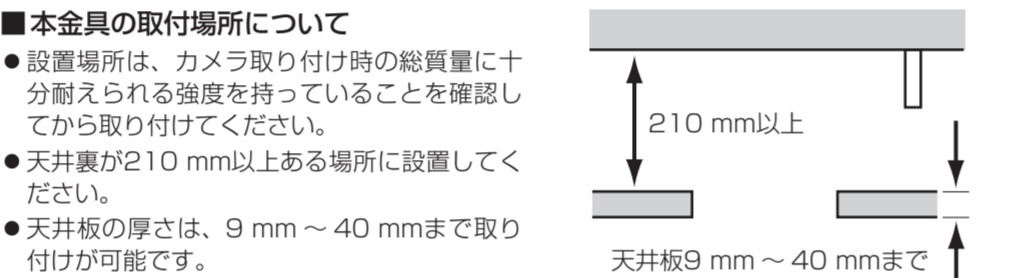 ■本金具の取付場所について
●設置場所は、カメラ取り付け時の総質量に十
分耐えられる強度を持っていることを確認し
てから取り付けてください。
●天井裏が210 mm以上ある場所に設置してく
ださい。
●天井板の厚さは、9 mm ～ 40 mmまで取り
付けが可能です。
210 mm以上
天井板9 mm ～ 40 mmまで